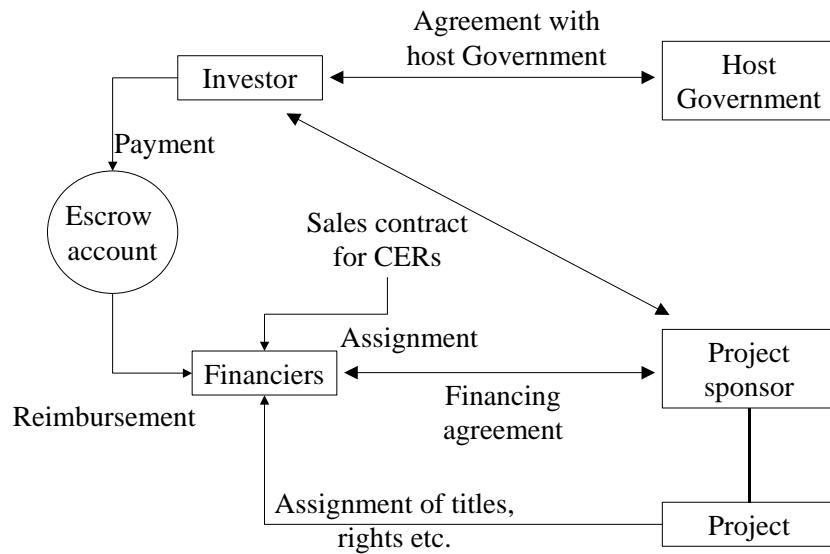 Agreement with
host Government
Investor
Host
Government
Payment
Escrow
account
Sales contract
for CERs
Assignment
Financiers
Project
sponsor
Reimbursement
Financing
agreement
Assignment of titles,
rights etc.
Project